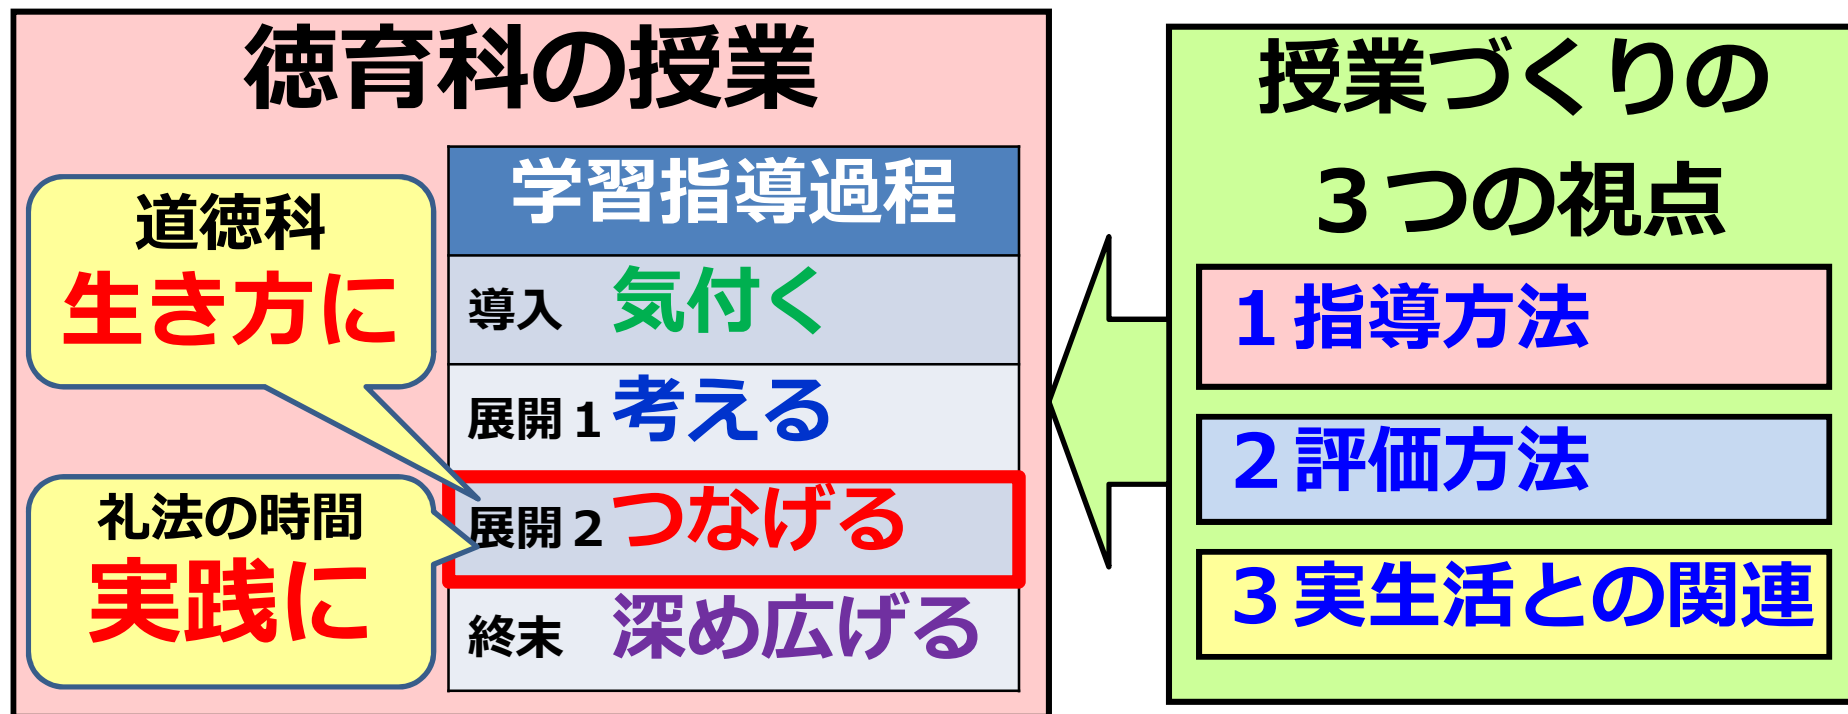 徳育科の授業
道徳科
生き方に
礼法の時間
実践に
学習指導過程
導入 気付く
展開１ 考える
展開２ つなげる
終末 深め広げる
授業づくりの
３つの視点
１指導方法
２評価方法
３実生活との関連